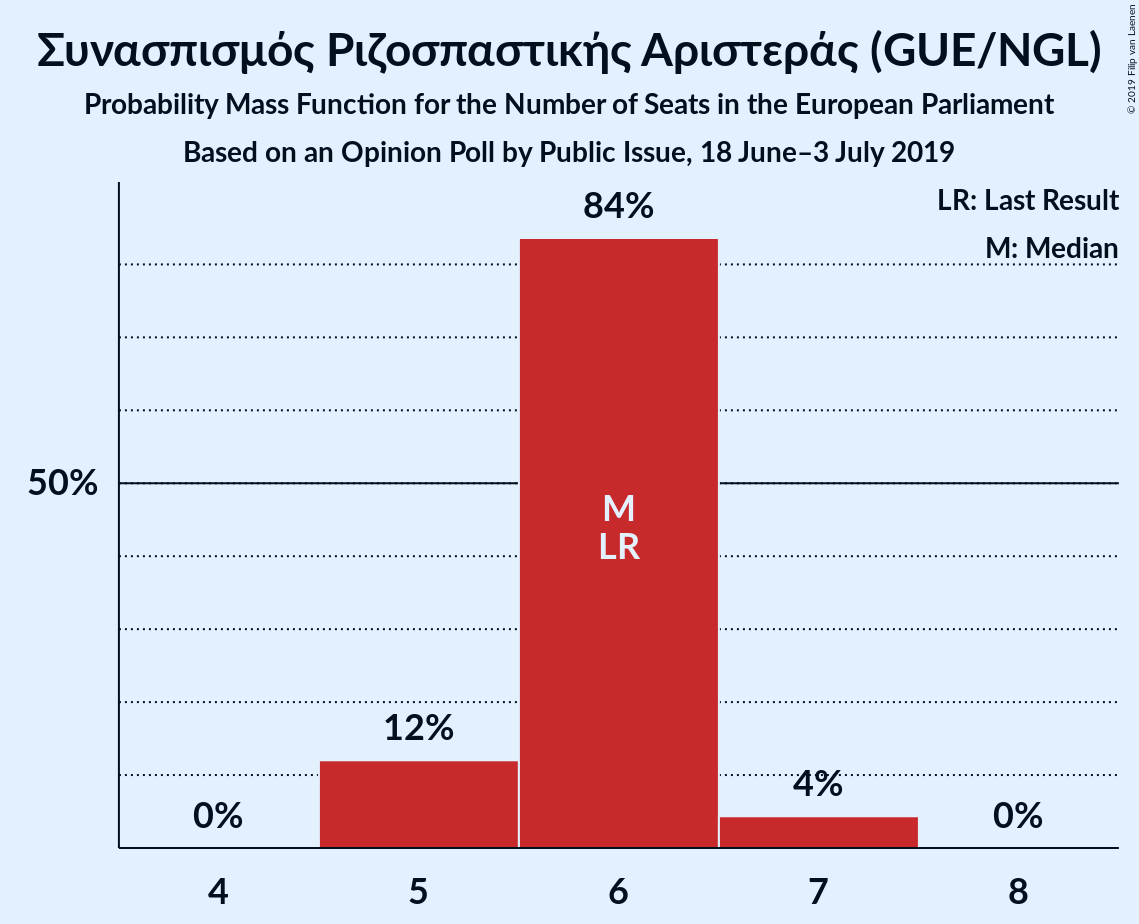 Συνασπισμός Ριζοσπαστικής Αριστεράς (GUE/NGL)
Probability Mass Function for the Number of Seats in the European Parliament
Based on an Opinion Poll by Public Issue, 18 June–3 July 2019
© 2019 Filip van Laenen
LR: Last Result
M: Median
84%
50%
M
LR
12%
4%
0%
0%
4
5
6
7
8